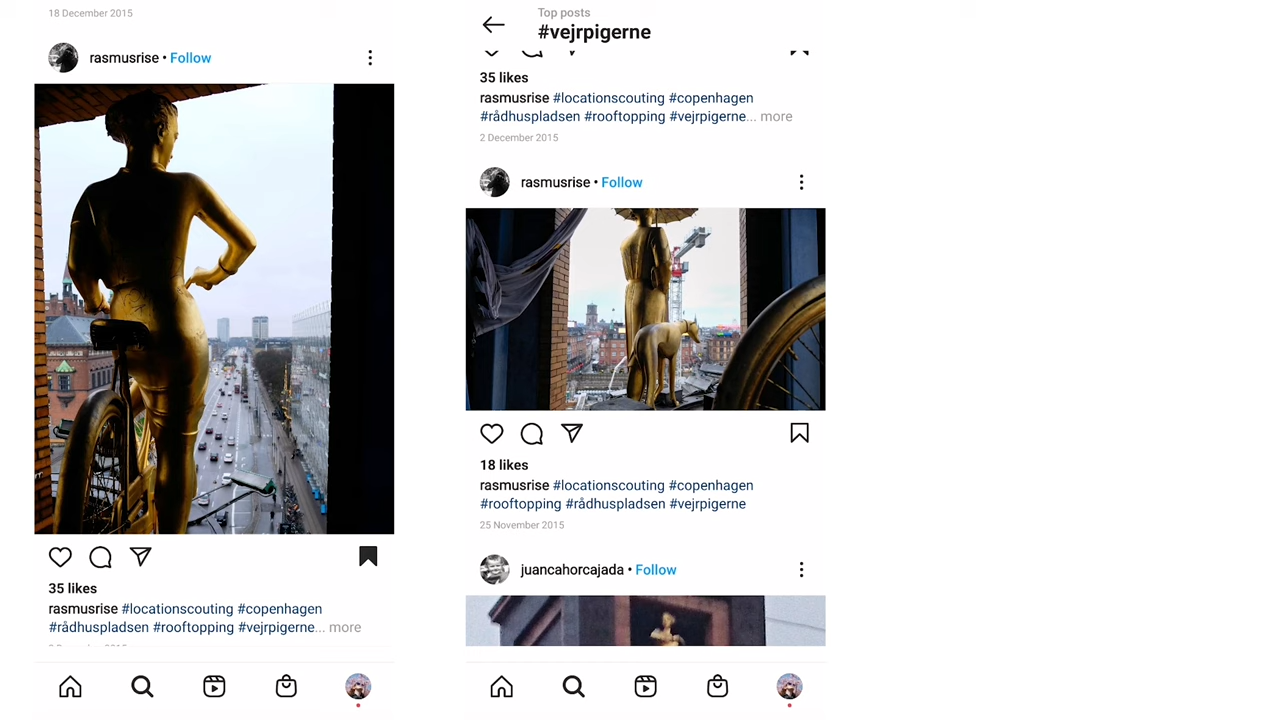 18 December 2015
rasmusrise • Follow
35 likes
rasmusrise #locationscouting #copenhagen
#rådhuspladsen #rooftopping #vejrpigerne... more
Top posts
#vejrpigerne
35 likes
rasmusrise #locationscouting #copenhagen
#rådhuspladsen #rooftopping #vejrpigerne... more
2 December 2015
rasmusrise • Follow
18 likes
rasmusrise #locationscouting #copenhagen
#rooftopping #rådhuspladsen #vejrpigerne
25 November 2015
juancahorcajada • Follow